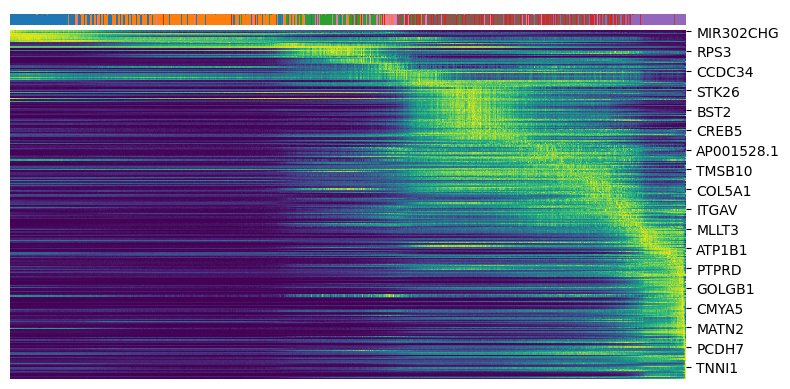 MIR302CHG
RPS3
CCDC34
STK26
BST2
CREB5
AP001528.1
TMSB10
COL5A1
ITGAV
MLLT3
ATP1B1
PTPRD
GOLGB1
CMYA5
MATN2
PCDH7
TNNI1